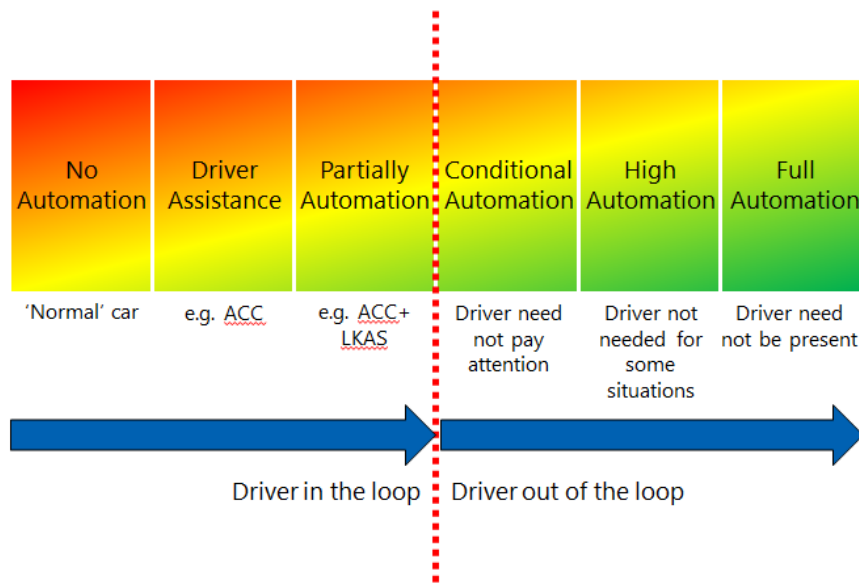 No
Automation
Driver
Assistance
Partially
Automation
Conditional
Automation
High
Automation
Full
Automation
‘Normal’ car
e.g. ACC
e.g. ACC+
LKAS
Driver need
not pay
attention
Driver not
needed for
some
situations
Driver need
not be present
Driver in the loop
Driver out of the loop